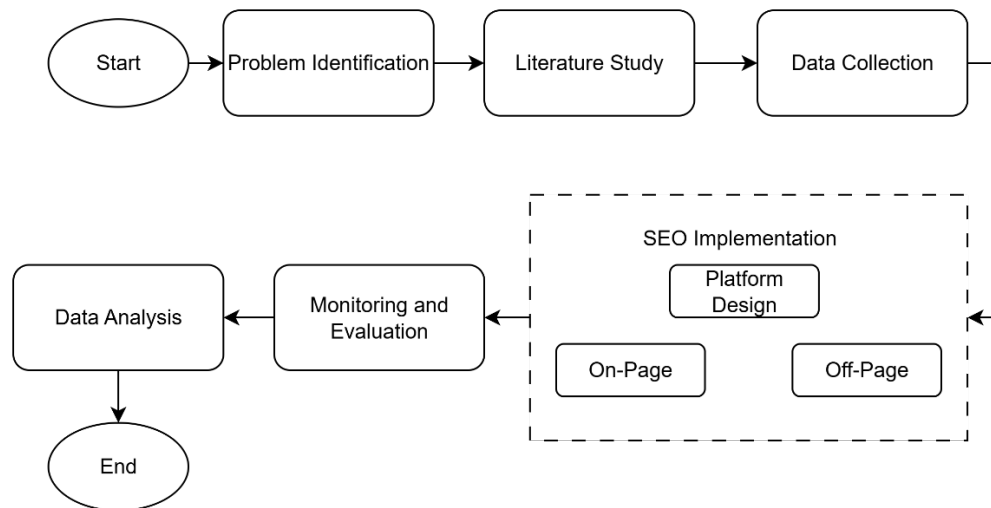 Start
Problem Identification
Literature Study
Data Collection
SEO Implementation
Platform
Design
On-Page
Off-Page
Monitoring and
Evaluation
Data Analysis
End